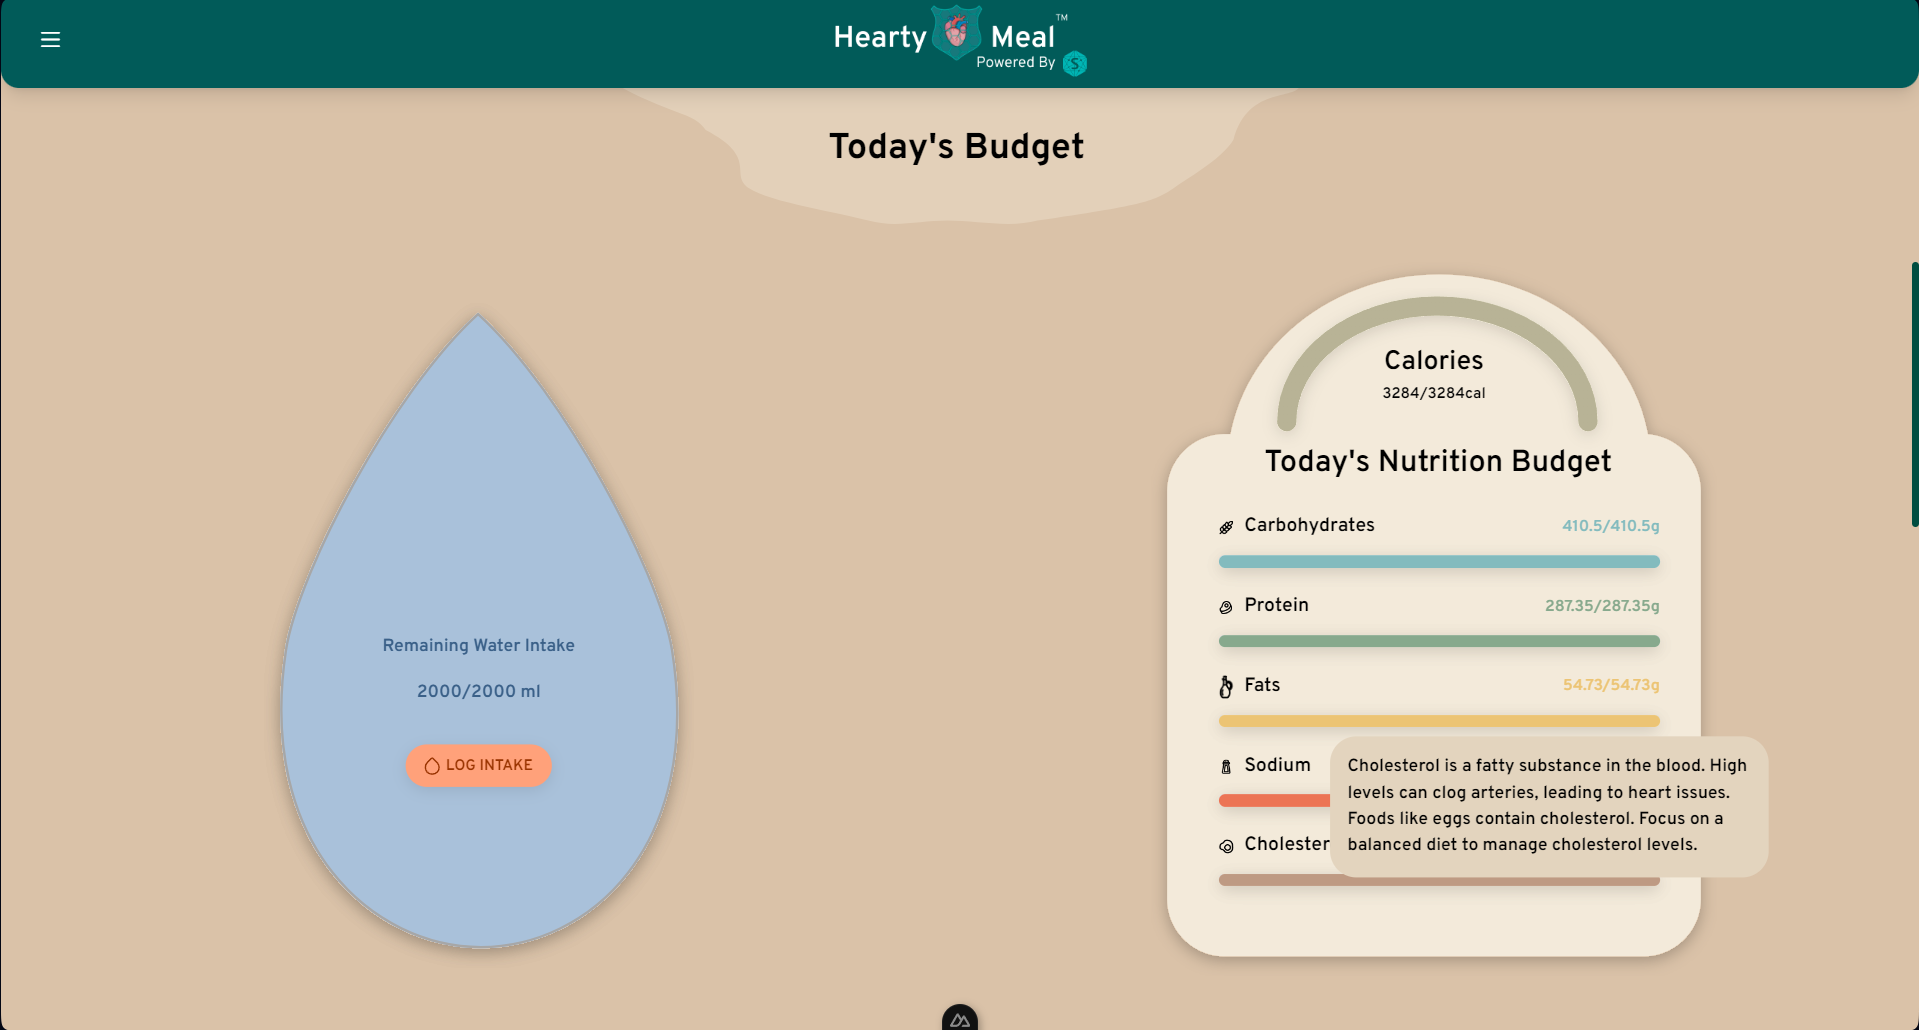 Hearty Meal™
Powered By S
Today's Budget
Remaining Water Intake
2000/2000 ml
LOG INTAKE
Calories
3284/3284cal
Today's Nutrition Budget
Carbohydrates 410.5/410.5g
Protein 287.35/287.35g
Fats 54.73/54.73g
Sodium
Cholester
Cholesterol is a fatty substance in the blood. High
levels can clog arteries, leading to heart issues.
Foods like eggs contain cholesterol. Focus on a
balanced diet to manage cholesterol levels.